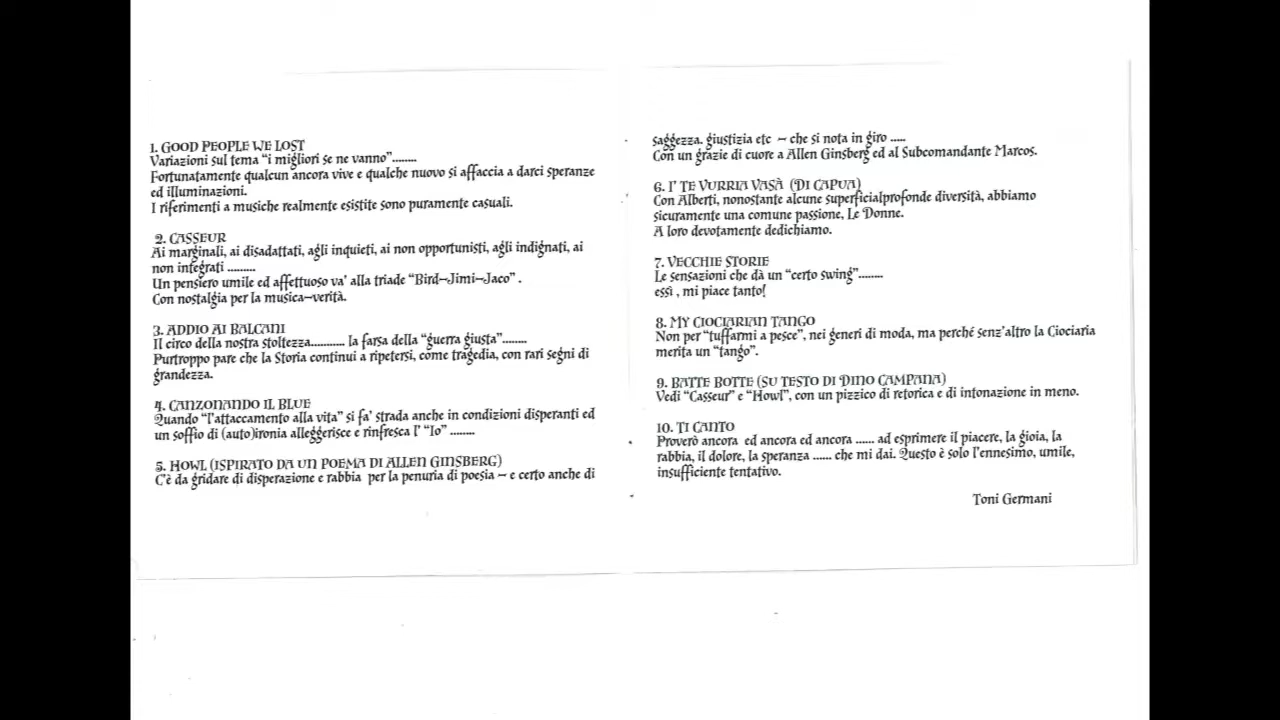 1. GOOD PEOPLE WE LOST
Variazioni sul tema “i migliori se ne vanno”........
Fortunatamente qualcun ancora vive e qualche nuovo si affaccia a darci speranze
ed illuminazioni.
I riferimenti a musiche realmente esistite sono puramente casuali.
2. CASSEUR
Ai marginali, ai disadattati, agli inquieti, ai non opportunisti, agli indignati, ai
non integrati .........
Un pensiero umile ed affettuoso va’ alla triade “Bird–Jimi–Jaco” .
Con nostalgia per la musica–verità.
3. ADDIO AI BALCANI
Il circo della nostra stoltezza........... la farsa della “guerra giusta”........
Purtroppo pare che la Storia continui a ripetersi, come tragedia, con rari segni di
grandezza.
4. CANZONANDO IL BLUE
Quando “l’attaccamento alla vita” si fa’ strada anche in condizioni disperanti ed
un soffio di (auto)ironia alleggerisce e rinfresca l’ “Io” ........
5. HOWL (ISPIRATO DA UN POEMA DI ALLEN GINSBERG)
C’è da gridare di disperazione e rabbia per la penuria di poesia – e certo anche di
saggezza, giustizia etc – che si nota in giro .....
Con un grazie di cuore a Allen Ginsberg ed al Subcomandante Marcos.
6. I’ TE VURRIA VASÀ (DI CAPUA)
Con Alberti, nonostante alcune superficialprofonde diversità, abbiamo
sicuramente una comune passione, Le Donne.
A loro devotamente dedichiamo.
7. VECCHIE STORIE
Le sensazioni che dà un “certo swing”........
essì , mi piace tanto!
8. MY CIOCIARIAN TANGO
Non per “tuffarmi a pesce”, nei generi di moda, ma perché senz’altro la Ciociaria
merita un “tango”.
9. BATTE BOTTE (SU TESTO DI DINO CAMPANA)
Vedi “Casseur” e “Howl”, con un pizzico di retorica e di intonazione in meno.
10. TI CANTO
Proverò ancora ed ancora ed ancora ...... ad esprimere il piacere, la gioia, la
rabbia, il dolore, la speranza ...... che mi dai. Questo è solo l’ennesimo, umile,
insufficiente tentativo.
Toni Germani